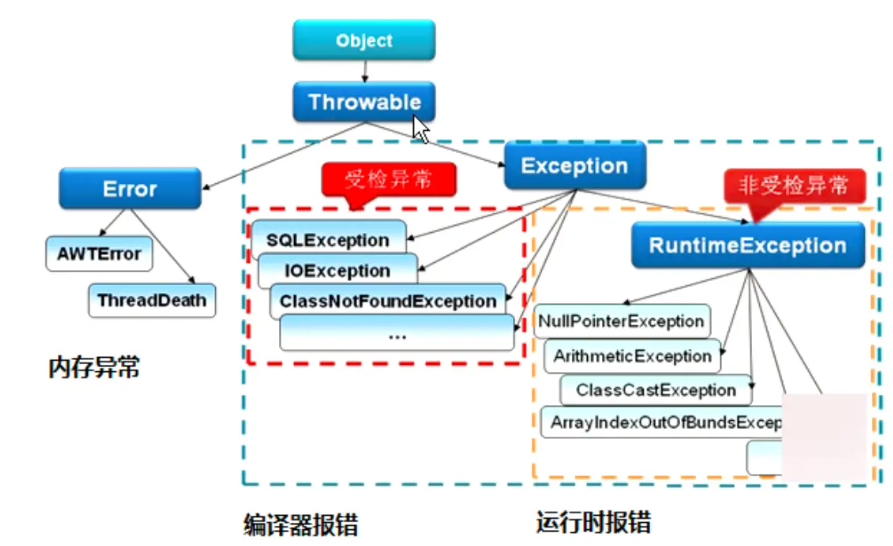 Object
Throwable
Exception
Error
受检异常
非受检异常
SQLException
RuntimeException
AWTError
IOException
ThreadDeath
ClassNotFoundException
...
NullPointerException
ArithmeticException
ClassCastException
ArrayIndexOutOfBundsExcep
内存异常
编译器报错
运行时报错